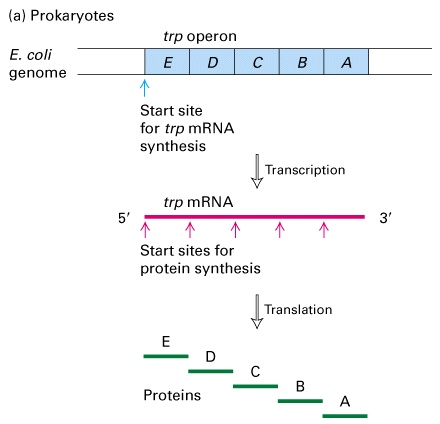 (a) Prokaryotes
trp operon
E. coli
genome
E D C B A
Start site
for trp mRNA
synthesis
Transcription
trp mRNA
5′ 3′
Start sites for
protein synthesis
Translation
E
D
C
B
A
Proteins